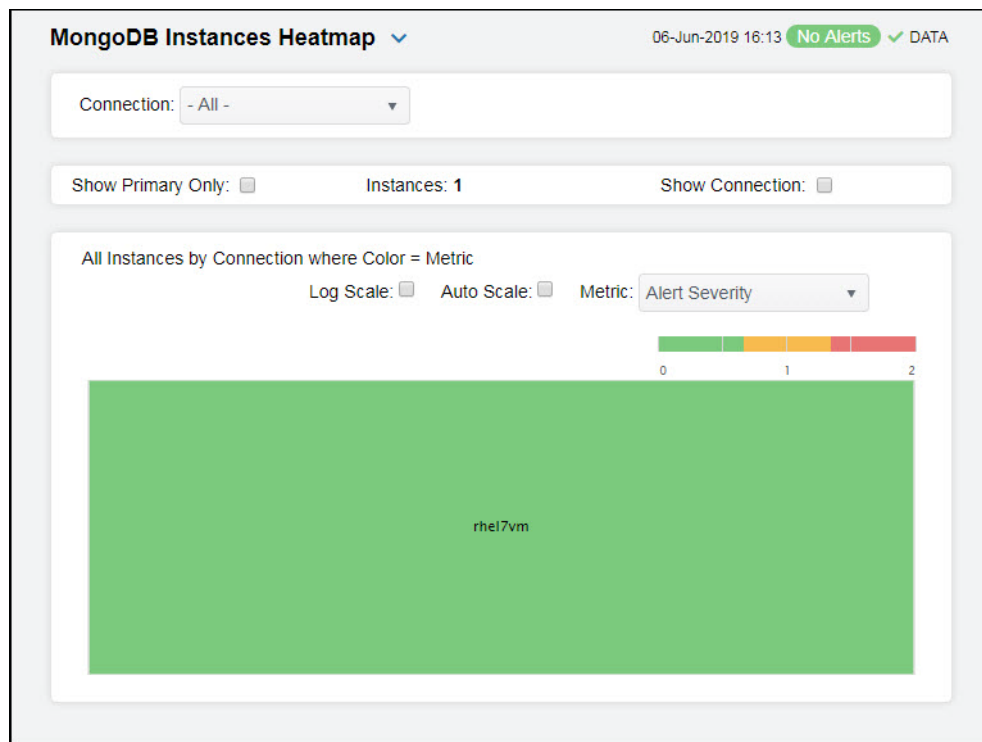 MongoDB Instances Heatmap 06-Jun-2019 16:13 No Alerts DATA
Connection: - All -
Show Primary Only: Instances: 1 Show Connection:
All Instances by Connection where Color = Metric
Log Scale: Auto Scale: Metric: Alert Severity
0 1 2
rhel7vm